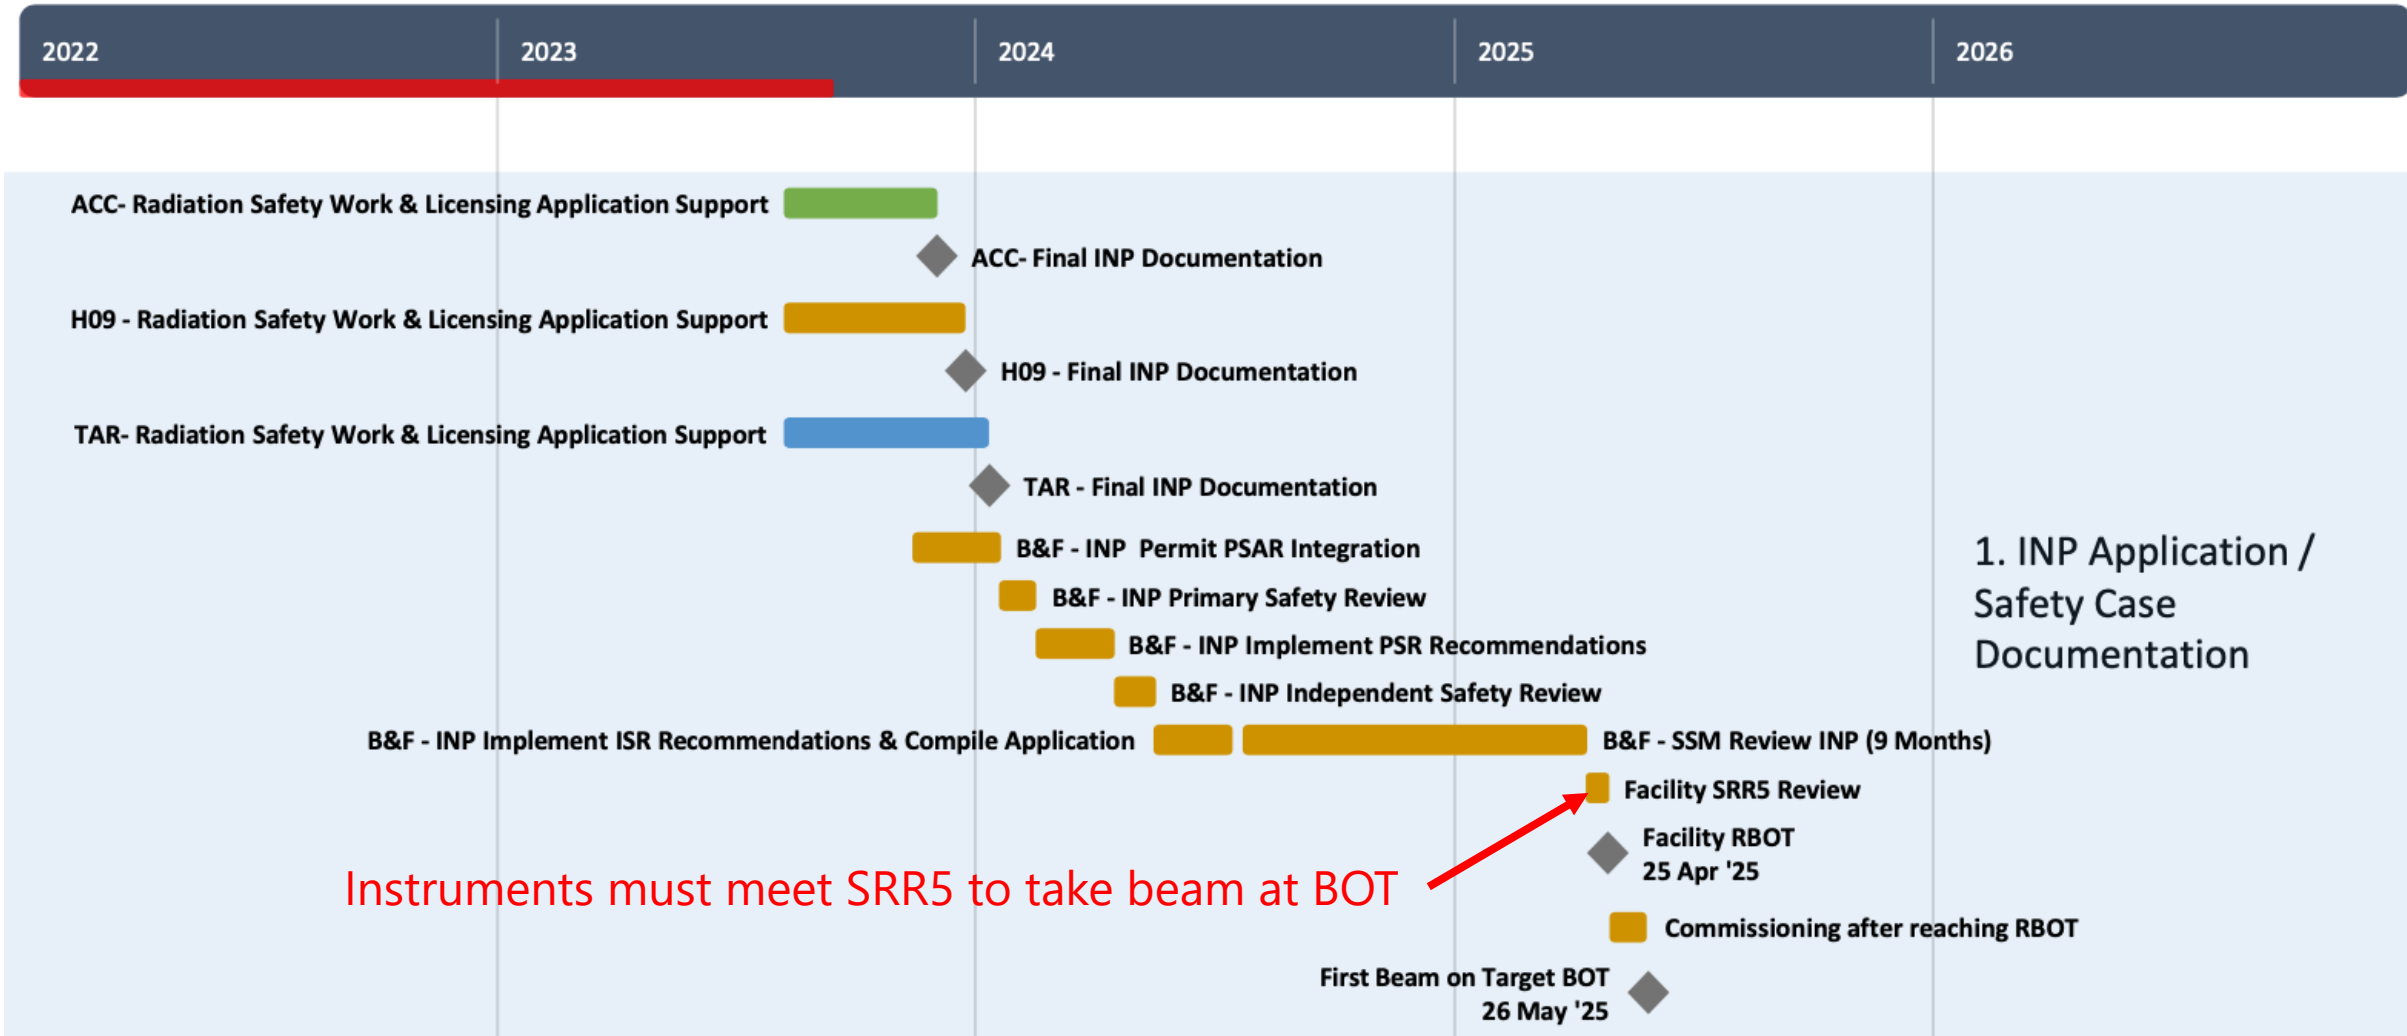 2022
2023
2024
2025
2026
ACC- Radiation Safety Work & Licensing Application Support
ACC- Final INP Documentation
H09 - Radiation Safety Work & Licensing Application Support
H09 - Final INP Documentation
TAR- Radiation Safety Work & Licensing Application Support
TAR - Final INP Documentation
B&F - INP  Permit PSAR Integration
B&F - INP Primary Safety Review
B&F - INP Implement PSR Recommendations
B&F - INP Independent Safety Review
B&F - INP Implement ISR Recommendations & Compile Application
B&F - SSM Review INP (9 Months)
Facility SRR5 Review
Facility RBOT
25 Apr '25
Instruments must meet SRR5 to take beam at BOT
Commissioning after reaching RBOT
First Beam on Target BOT
26 May '25
1. INP Application /
Safety Case
Documentation